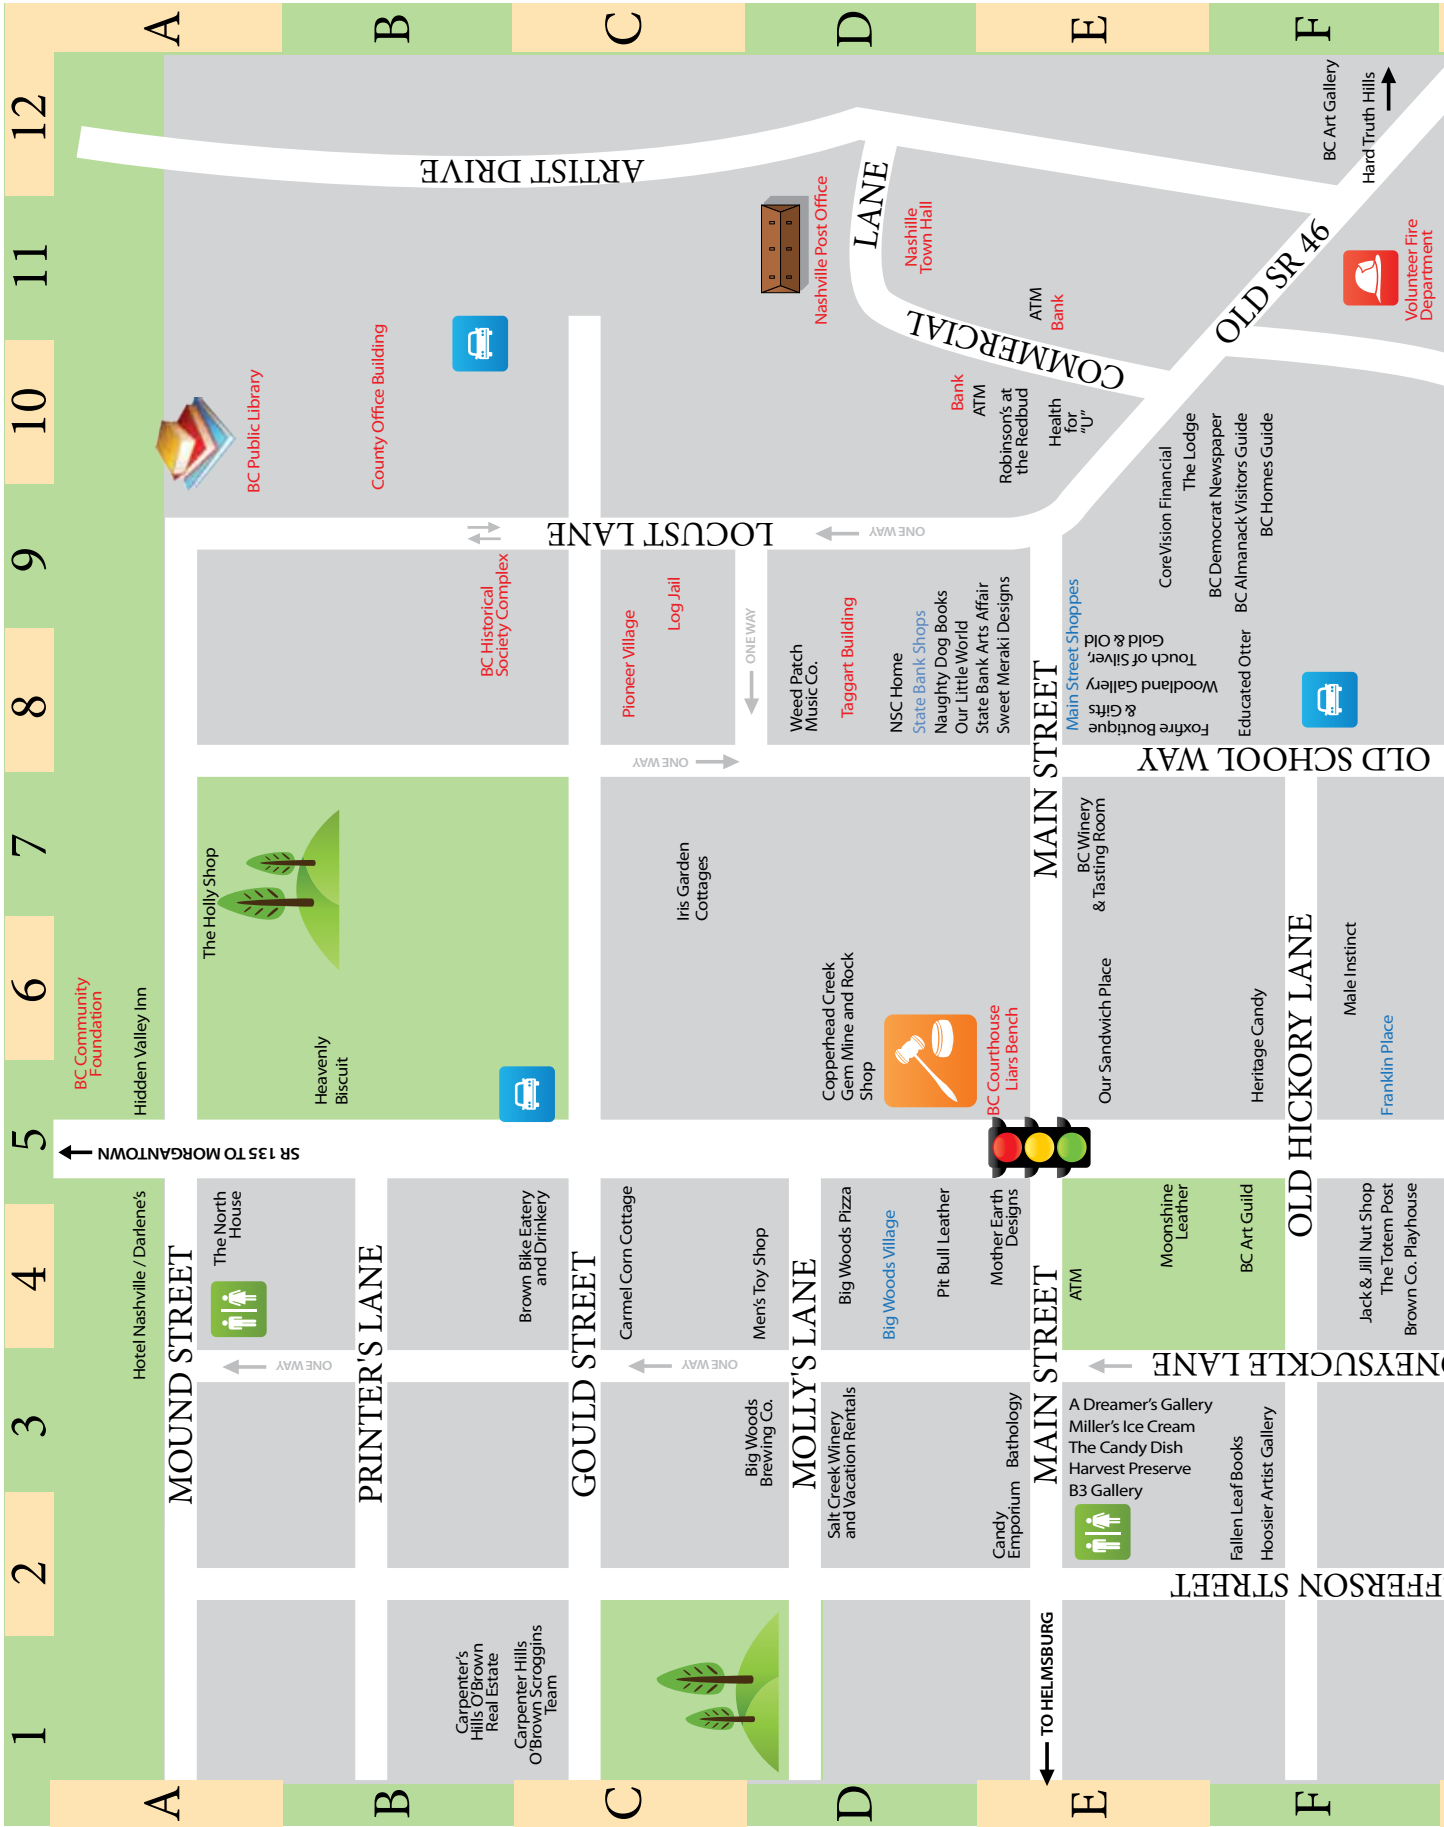 1
2
3
4
5
6
7
8
9
10
11
12
A
A
BC Community
Foundation
Hidden Valley Inn
Hotel Nashville / Darlene's
SR 135 TO MORGANTOWN
MOUND STREET
The North
House
The Holly Shop
Heavenly
Biscuit
BC Public Library
ONE WAY
B
B
PRINTER'S LANE
Carpenter's
Hills O'Brown
Real Estate
Carpenter Hills
O'Brown Scroggins
Team
Brown Bike Eatery
and Drinkery
BC Historical
Society Complex
County Office Building
ARTIST DRIVE
C
C
GOULD STREET
Carmel Corn Cottage
Men's Toy Shop
ONE WAY
Big Woods
Brewing Co.
Iris Garden
Cottages
ONE WAY
Pioneer Village
Log Jail
ONE WAY
LOCUST LANE
ONE WAY
D
D
MOLLY'S LANE
Salt Creek Winery
and Vacation Rentals
Big Woods Pizza
Big Woods Village
Pit Bull Leather
Mother Earth
Designs
Candy
Emporium
Bathology
Copperhead Creek
Gem Mine and Rock
Shop
BC Courthouse
Liars Bench
Weed Patch
Music Co.
Taggart Building
NSC Home
State Bank Shops
Naughty Dog Books
Our Little World
State Bank Arts Affair
Sweet Meraki Designs
Nashville Post Office
Nashille
Town Hall
COMMERCIAL
LANE
Bank
ATM
Robinson's at
the Redbud
Health
for
"U"
ATM
Bank
E
E
TO HELMSBURG
MAIN STREET
MAIN STREET
MAIN STREET
A Dreamer's Gallery
Miller's Ice Cream
The Candy Dish
Harvest Preserve
B3 Gallery
ATM
Moonshine
Leather
BC Art Guild
Fallen Leaf Books
Hoosier Artist Gallery
Our Sandwich Place
Heritage Candy
BC Winery
& Tasting Room
Main Street Shoppes
Foxfire Boutique
& Gifts
Woodland Gallery
Touch of Silver,
Gold & Old
Educated Otter
CoreVision Financial
The Lodge
BC Democrat Newspaper
BC Almanack Visitors Guide
BC Homes Guide
OLD SR 46
F
F
OLD HICKORY LANE
FFERSON STREET
ONEYSUCKLE LANE
OLD SCHOOL WAY
Jack & Jill Nut Shop
The Totem Post
Brown Co. Playhouse
Male Instinct
Franklin Place
Volunteer Fire
Department
BC Art Gallery
Hard Truth Hills